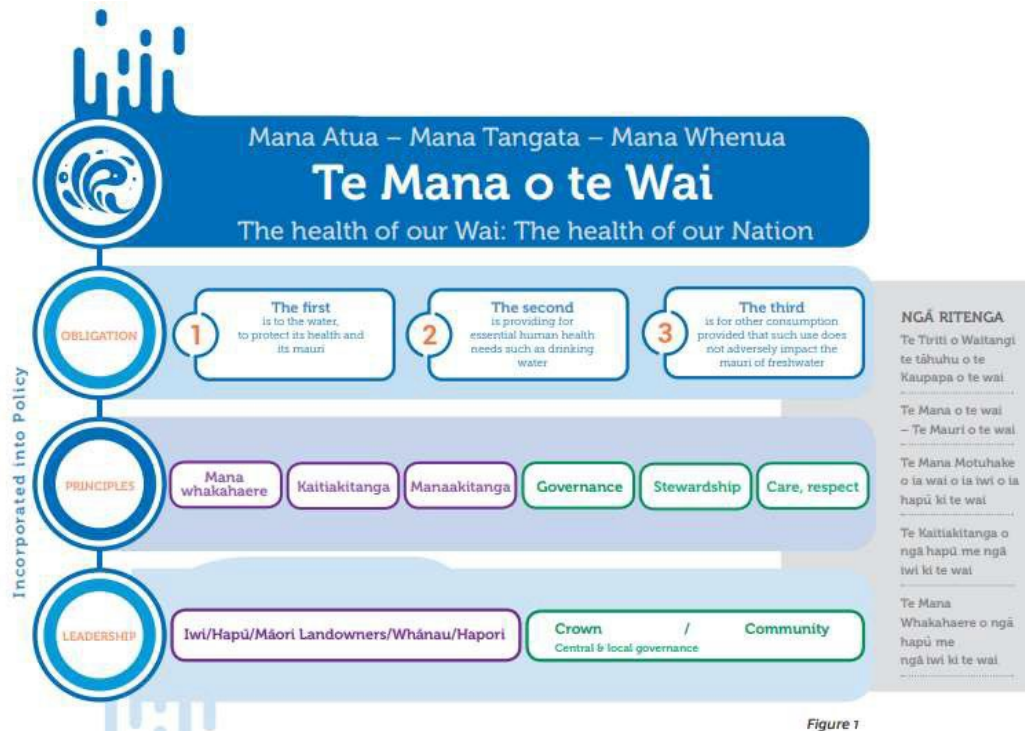 Mana Atua – Mana Tangata – Mana Whenua
Te Mana o te Wai
The health of our Wai: The health of our Nation
Incorporated into Policy
OBLIGATION
1
The first
is to the water,
to protect its health and
its mauri
2
The second
is providing for
essential human health
needs such as drinking
water
3
The third
is for other consumption
provided that such use does
not adversely impact the
mauri of freshwater
PRINCIPLES
Mana
whakahaere
Kaitiakitanga
Manaakitanga
Governance
Stewardship
Care, respect
LEADERSHIP
Iwi/Hapū/Māori Landowners/Whānau/Hapori
Crown / Community
Central & local governance
NGĀ RITENGA
Te Tiriti o Waitangi
te tāhuhu o te
Kaupapa o te wai
Te Mana o te wai
– Te Mauri o te wai
Te Mana Motuhake
o ia wai o ia iwi o ia
hapū ki te wai
Te Kaitiakitanga o
ngā hapū me ngā
iwi ki te wai
Te Mana
Whakahaere o ngā
hapū me
ngā iwi ki te wai
Figure 1